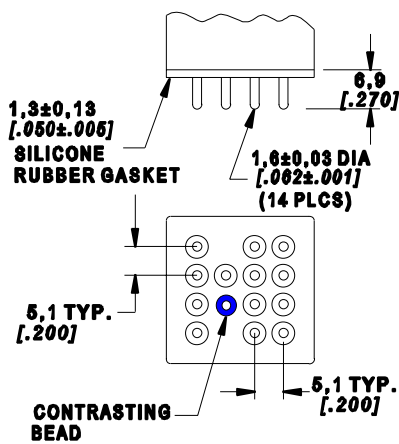 6,9
[.270]
1,3±0,13
[.050±.005]
SILICONE
RUBBER GASKET
1,6±0,03 DIA
[.062±.001]
(14 PLCS)
5,1 TYP.
[.200]
5,1 TYP.
[.200]
CONTRASTING
BEAD